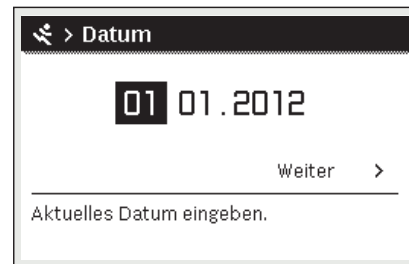 > Datum
01 01.2012
Weiter >
Aktuelles Datum eingeben.